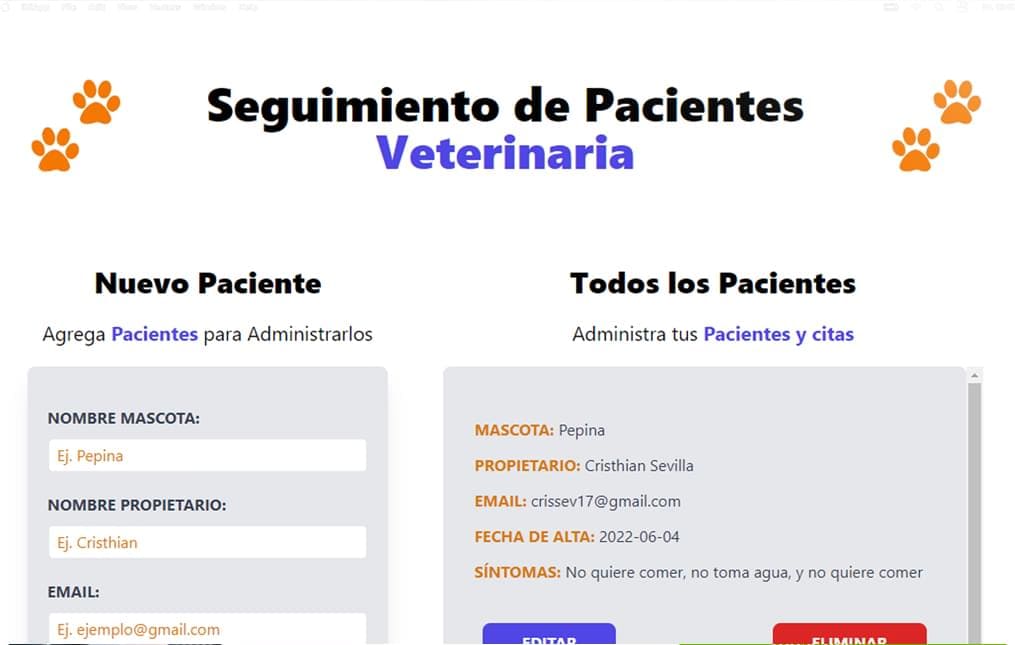 Seguimiento de Pacientes
Veterinaria
Nuevo Paciente
Agrega Pacientes para Administrarlos
NOMBRE MASCOTA:
Ej. Pepina
NOMBRE PROPIETARIO:
Ej. Cristhian
EMAIL:
Ej. ejemplo@gmail.com
Todos los Pacientes
Administra tus Pacientes y citas
MASCOTA: Pepina
PROPIETARIO: Cristhian Sevilla
EMAIL: crissev17@gmail.com
FECHA DE ALTA: 2022-06-04
SÍNTOMAS: No quiere comer, no toma agua, y no quiere comer
EDITAR
ELIMINAR